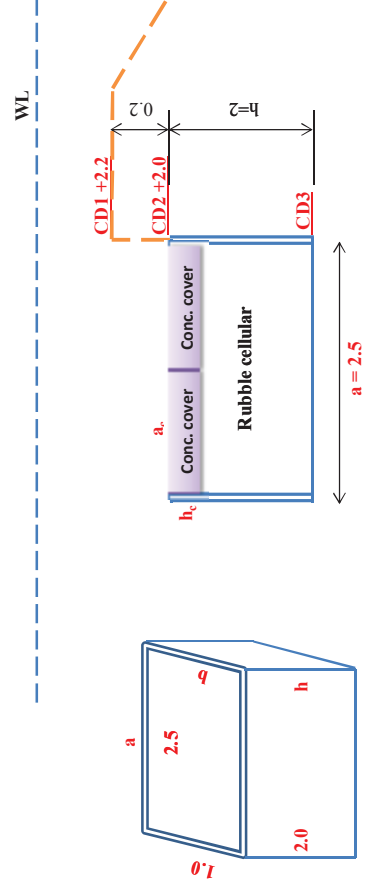 WL
CD1 +2.2
0.2
CD2 +2.0
h=2
CD3
a_c
Conc. cover
Conc. cover
h_c
Rubble cellular
a = 2.5
a
2.5
b
1.0
h
2.0